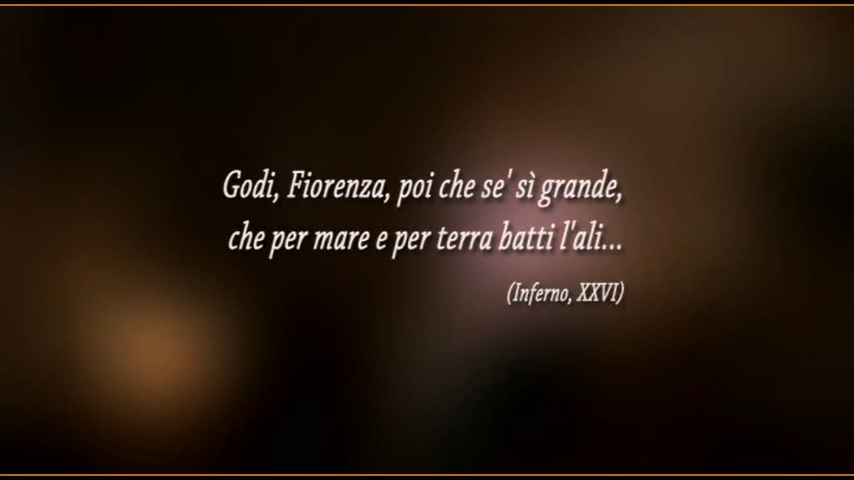 Godi, Fiorenza, poi che se' sì grande,
che per mare e per terra batti l'ali...
(Inferno, XXVI)